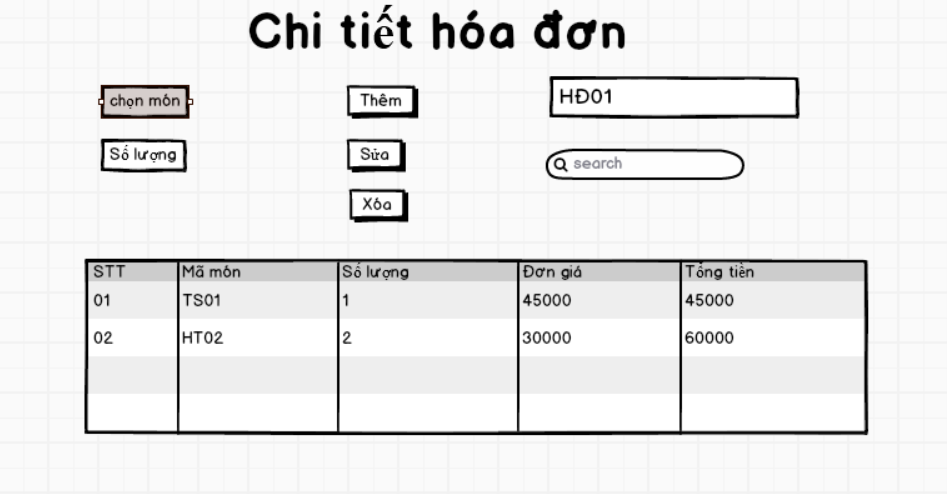 Chi tiết hóa đơn
chọn món Thêm HĐ01
Số lượng Sửa search
Xóa
STT Mã món Số lượng Đơn giá Tổng tiền
01 TS01 1 45000 45000
02 HT02 2 30000 60000